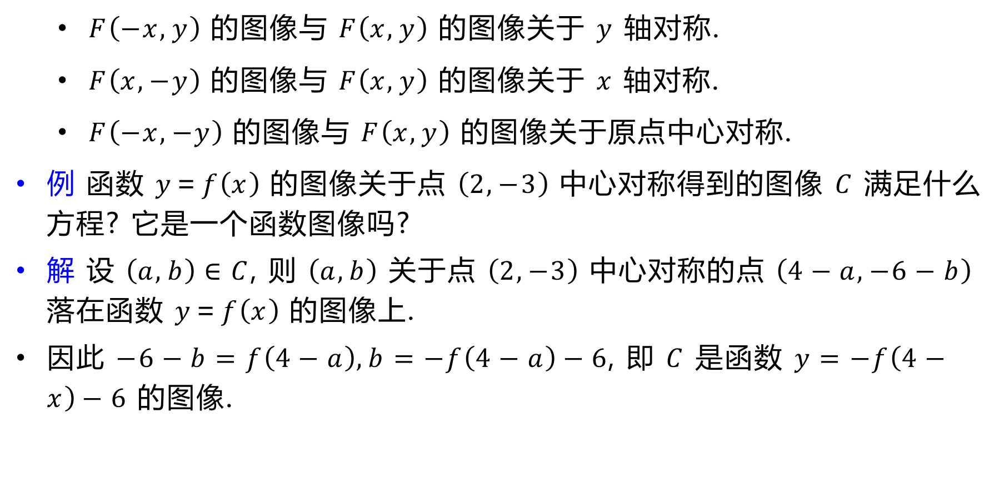 • F(−x, y) 的图像与 F(x, y) 的图像关于 y 轴对称.
• F(x, −y) 的图像与 F(x, y) 的图像关于 x 轴对称.
• F(−x, −y) 的图像与 F(x, y) 的图像关于原点中心对称.
• 例 函数 y = f(x) 的图像关于点 (2, −3) 中心对称得到的图像 C 满足什么
方程? 它是一个函数图像吗?
• 解 设 (a, b) ∈ C, 则 (a, b) 关于点 (2, −3) 中心对称的点 (4 − a, −6 − b)
落在函数 y = f(x) 的图像上.
• 因此 −6 − b = f(4 − a), b = −f(4 − a) − 6, 即 C 是函数 y = −f(4 −
x) − 6 的图像.